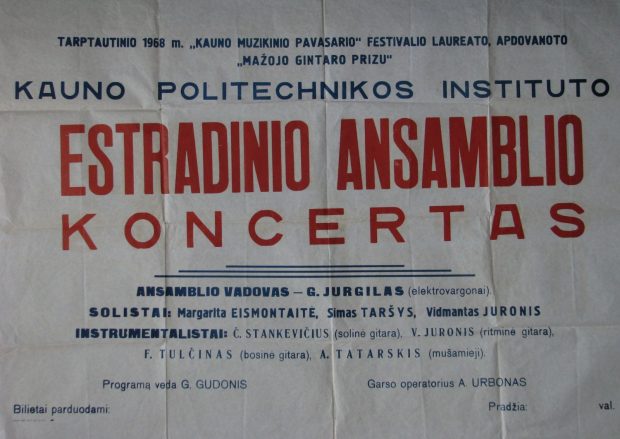 TARPTAUTINIO 1968 m. „KAUNO MUZIKINIO PAVASARIO" FESTIVALIO LAUREATO, APDOVANOTO
„MAŽOJO GINTARO PRIZU"
KAUNO POLITECHNIKOS INSTITUTO
ESTRADINIO ANSAMBLIO
KONCERTAS
ANSAMBLIO VADOVAS — G. JURGILAS (elektrovargonai).
SOLISTAI: Margarita EISMONTAITĖ, Simas TARŠYS, Vidmantas JURONIS
INSTRUMENTALISTAI: Č. STANKEVIČIUS (solinė gitara), V. JURONIS (ritminė gitara),
F. TULČINAS (bosinė gitara), A. TATARSKIS (mušamieji).
Programą veda G. GUDONIS Garso operatorius A. URBONAS
Bilietai parduodami: Pradžia: val.